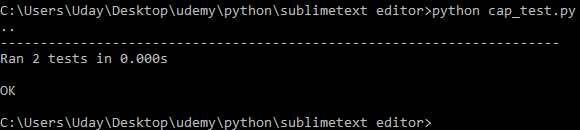 C:\Users\Uday\Desktop\udemy\python\sublimetext editor>python cap_test.py
..
----------------------------------------------------------------------
Ran 2 tests in 0.000s
OK
C:\Users\Uday\Desktop\udemy\python\sublimetext editor>